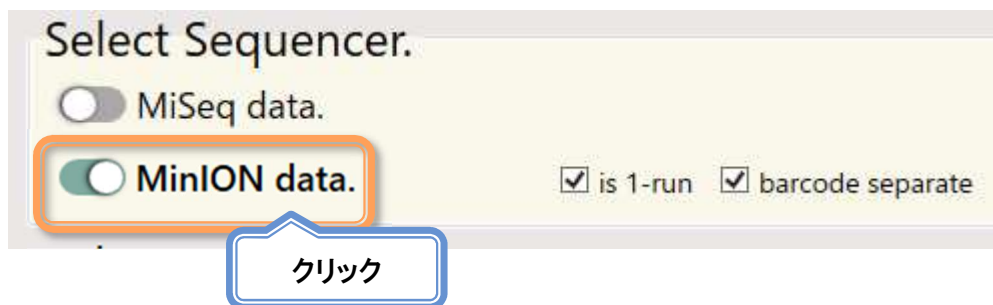 Select Sequencer.
MiSeq data.
MinION data. is 1-run barcode separate
クリック